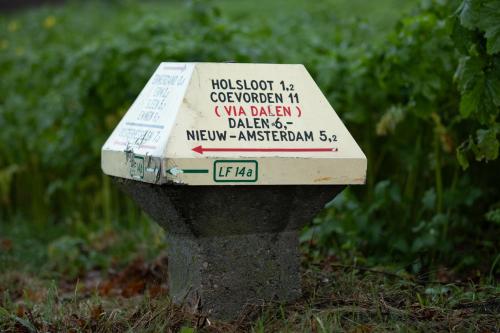 HOLSLOOT 1,2
COEVORDEN 11
( VIA DALEN )
DALEN 6,-
NIEUW-AMSTERDAM 5,2
LF 14a